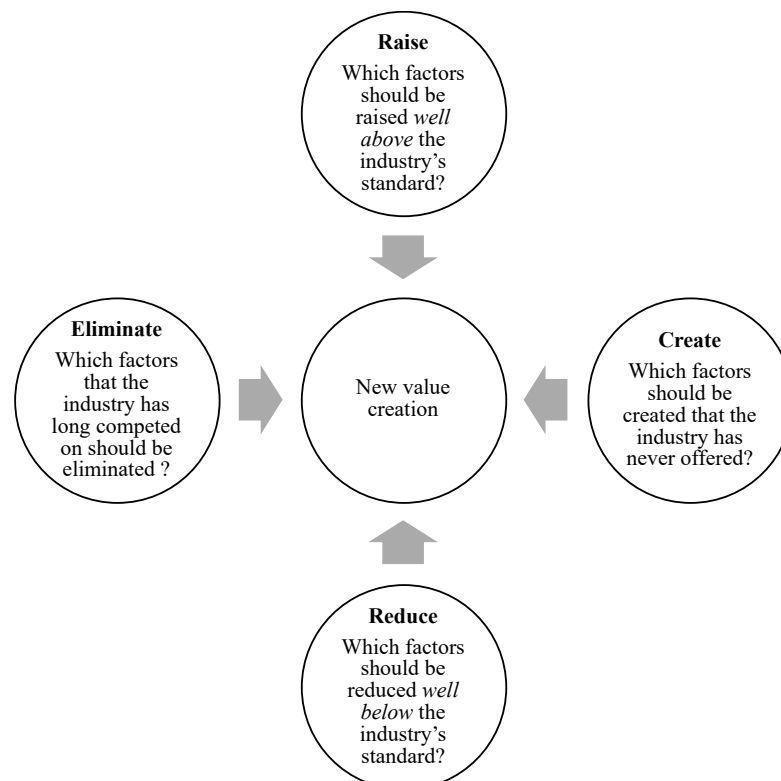 Raise
Which factors
should be
raised well
above the
industry’s
standard?
Eliminate
Which factors
that the
industry has
long competed
on should be
eliminated ?
New value
creation
Create
Which factors
should be
created that the
industry has
never offered?
Reduce
Which factors
should be
reduced well
below the
industry’s
standard?